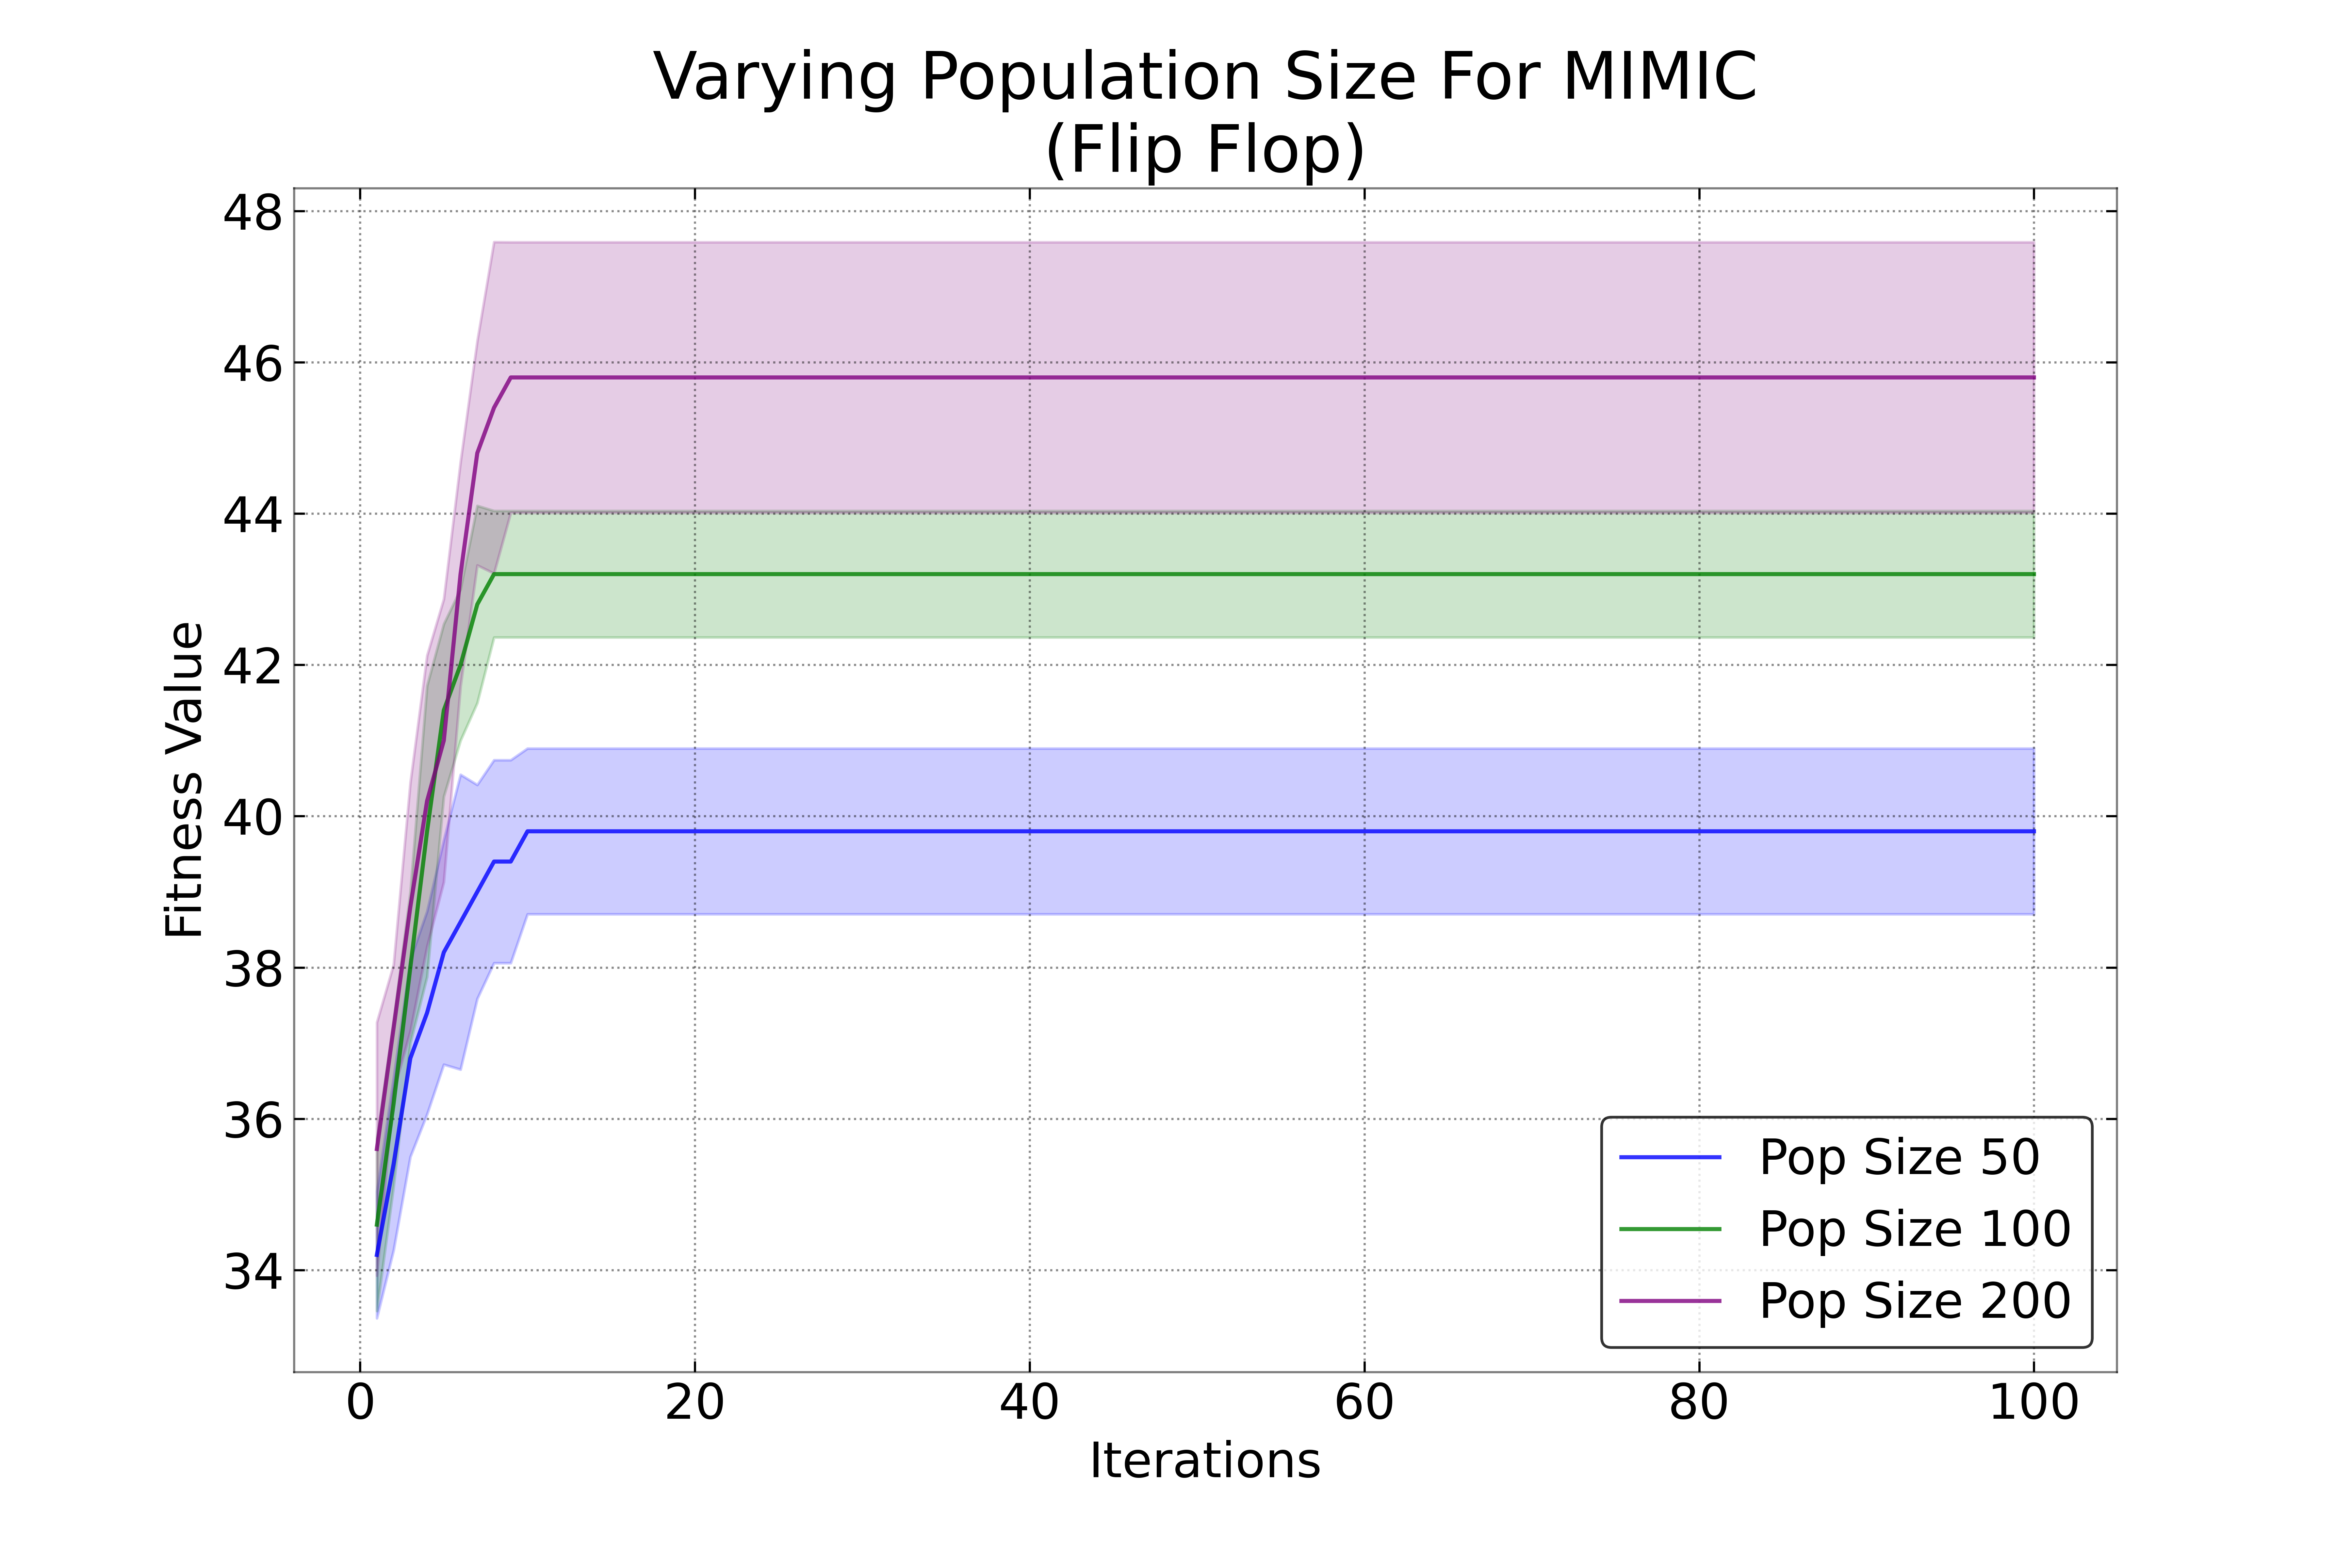 Varying Population Size For MIMIC
(Flip Flop)
48
46
44
42
40
38
36
34
Fitness Value
0 20 40 60 80 100
Iterations
Pop Size 50
Pop Size 100
Pop Size 200